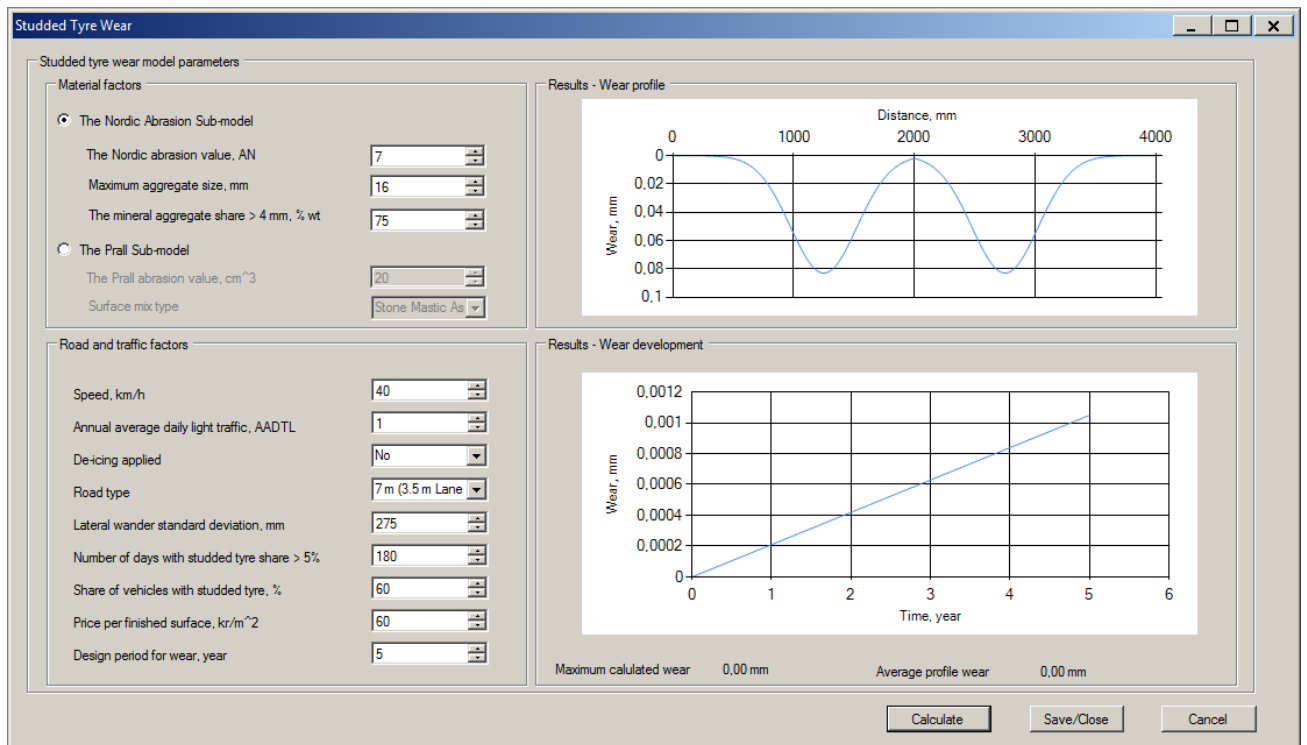 Studded Tyre Wear
Studded tyre wear model parameters
Material factors
The Nordic Abrasion Sub-model
The Nordic abrasion value, AN 7
Maximum aggregate size, mm 16
The mineral aggregate share > 4 mm, % wt 75
The Prall Sub-model
The Prall abrasion value, cm^3 20
Surface mix type Stone Mastic As
Results - Wear profile
Distance, mm
0 1000 2000 3000 4000
0
0,02
0,04
0,06
0,08
0,1
Wear, mm
Road and traffic factors
Speed, km/h 40
Annual average daily light traffic, AADTL 1
De-icing applied No
Road type 7 m (3.5 m Lane
Lateral wander standard deviation, mm 275
Number of days with studded tyre share > 5% 180
Share of vehicles with studded tyre, % 60
Price per finished surface, kr/m^2 60
Design period for wear, year 5
Results - Wear development
0,0012
0,001
0,0008
0,0006
0,0004
0,0002
0
Wear, mm
0 1 2 3 4 5 6
Time, year
Maximum calulated wear 0,00 mm Average profile wear 0,00 mm
Calculate Save/Close Cancel